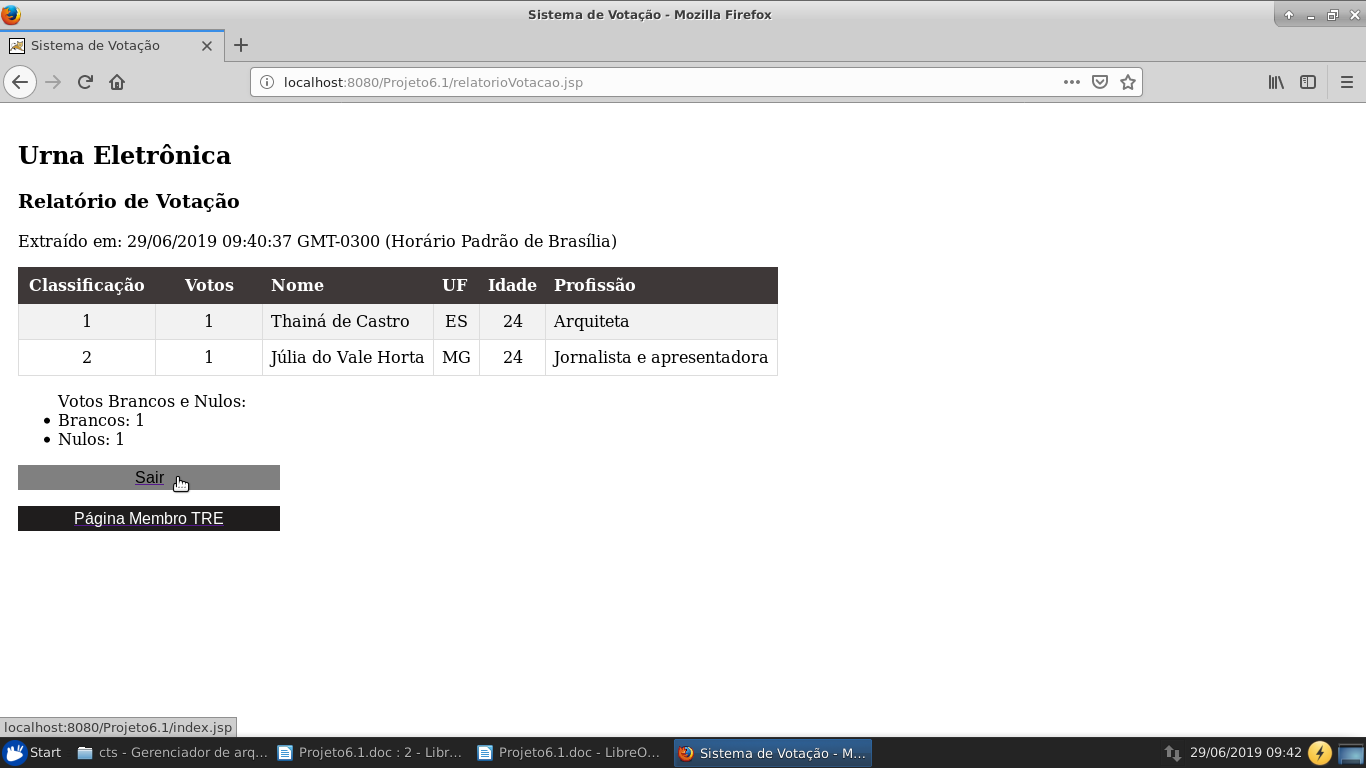 Sistema de Votação - Mozilla Firefox
Sistema de Votação
localhost:8080/Projeto6.1/relatorioVotacao.jsp
Urna Eletrônica
Relatório de Votação
Extraído em: 29/06/2019 09:40:37 GMT-0300 (Horário Padrão de Brasília)
Classificação Votos Nome UF Idade Profissão
1 1 Thainá de Castro ES 24 Arquiteta
2 1 Júlia do Vale Horta MG 24 Jornalista e apresentadora
Votos Brancos e Nulos:
• Brancos: 1
• Nulos: 1
Sair
Página Membro TRE
localhost:8080/Projeto6.1/index.jsp
Start cts - Gerenciador de arq... Projeto6.1.doc : 2 - Libr... Projeto6.1.doc - LibreO... Sistema de Votação - M... 29/06/2019 09:42